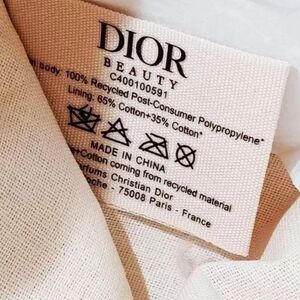 DIOR
BEAUTY
C400100591
body: 100% Recycled Post-Consumer Polypropylene*
Lining: 65% Cotton+35% Cotton*
MADE IN CHINA
+Cotton coming from recycled material
Parfums Christian Dior
oche - 75008 Paris - France